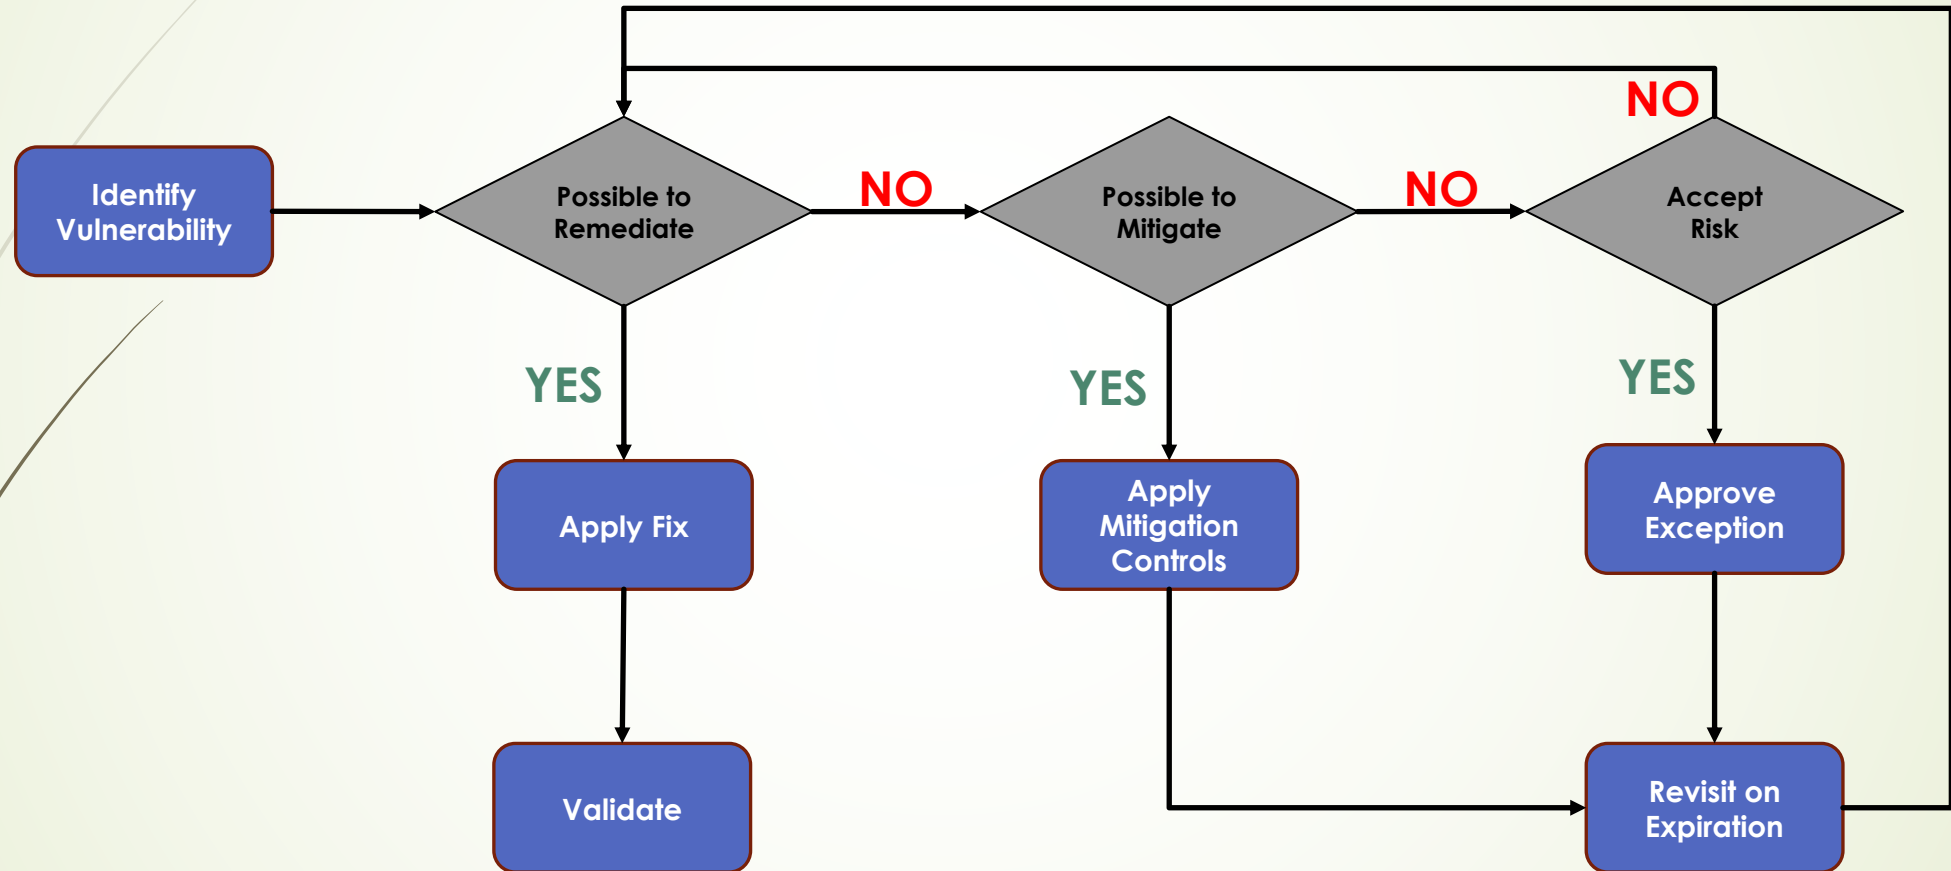 NO
Identify
Vulnerability
Possible to
Remediate
NO
Possible to
Mitigate
NO
Accept
Risk
YES
YES
YES
Apply Fix
Apply
Mitigation
Controls
Approve
Exception
Validate
Revisit on
Expiration